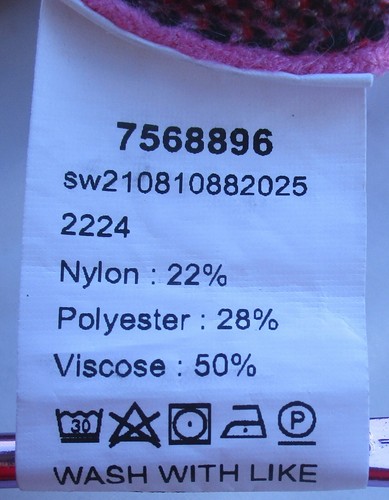 7568896
sw210810882025
2224
Nylon : 22%
Polyester : 28%
Viscose : 50%
30 P
WASH WITH LIKE